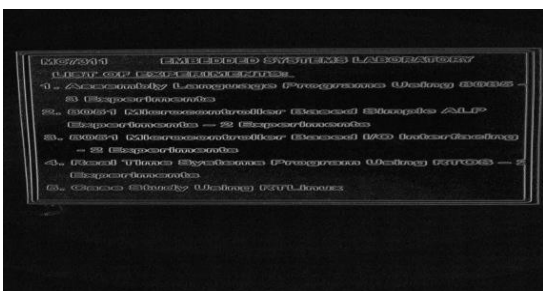 MC7311 EMBEDDED SYSTEMS LABORATORY
LIST OF EXPERIMENTS:
1. Assembly Language Programs Using 8085 –
3 Experiments
2. 8051 Microcontroller Based Simple ALP
Experiments – 2 Experiments
3. 8051 Microcontroller Based I/O Interfacing
– 2 Experiments
4. Real Time Systems Program Using RTOS –
Experiments
5. Case Study Using RTLinux